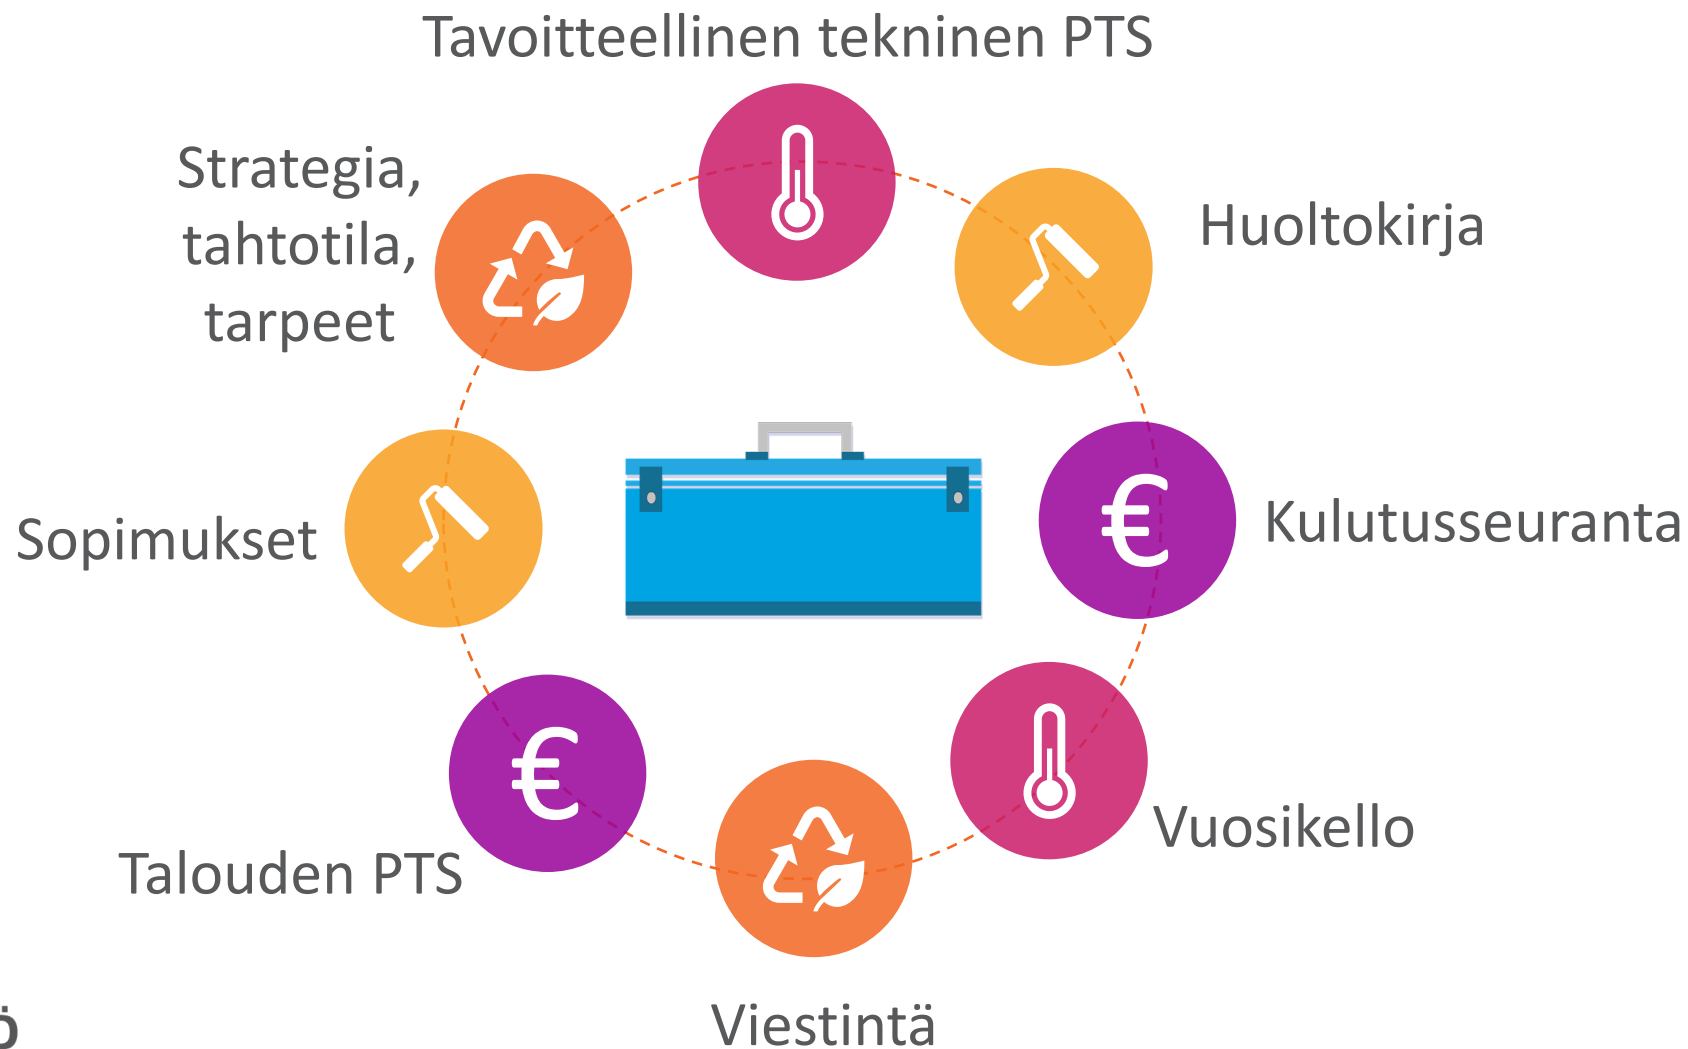 Tavoitteellinen tekninen PTS
Strategia,
tahtotila,
tarpeet
Huoltokirja
Sopimukset
€
Kulutusseuranta
€
Talouden PTS
Vuosikello
Viestintä